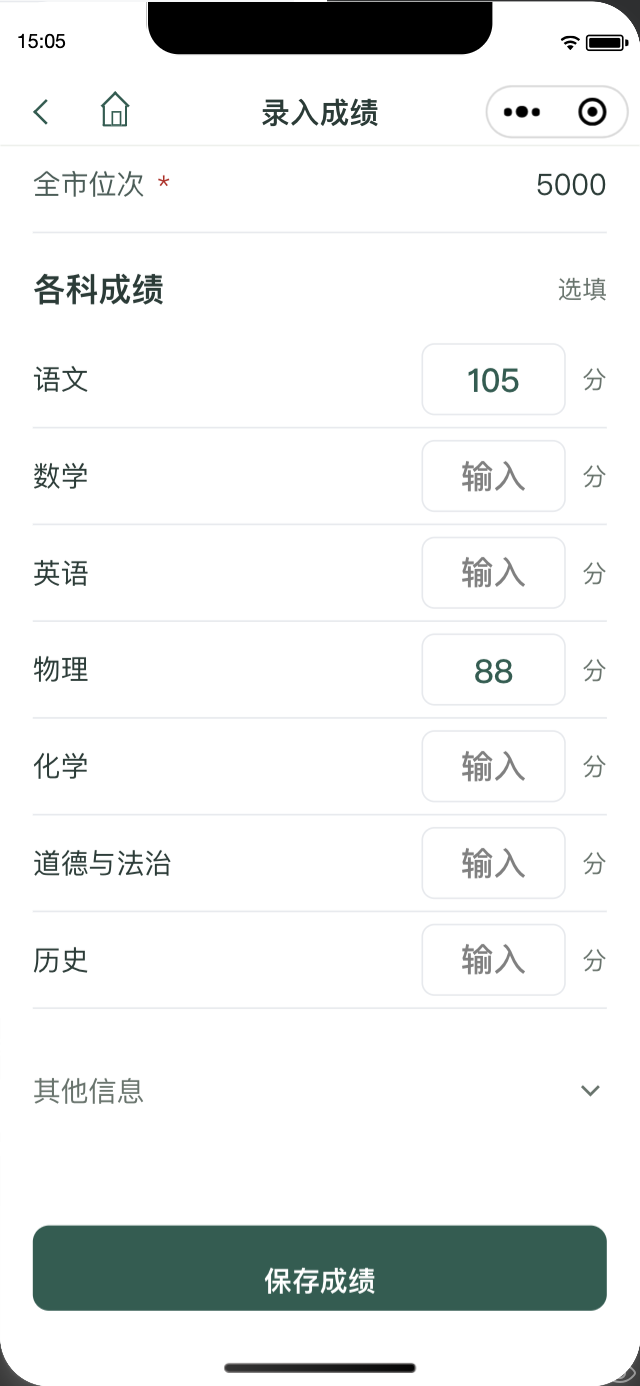 15:05
录入成绩
全市位次 * 5000
各科成绩 选填
语文 105 分
数学 输入 分
英语 输入 分
物理 88 分
化学 输入 分
道德与法治 输入 分
历史 输入 分
其他信息
保存成绩